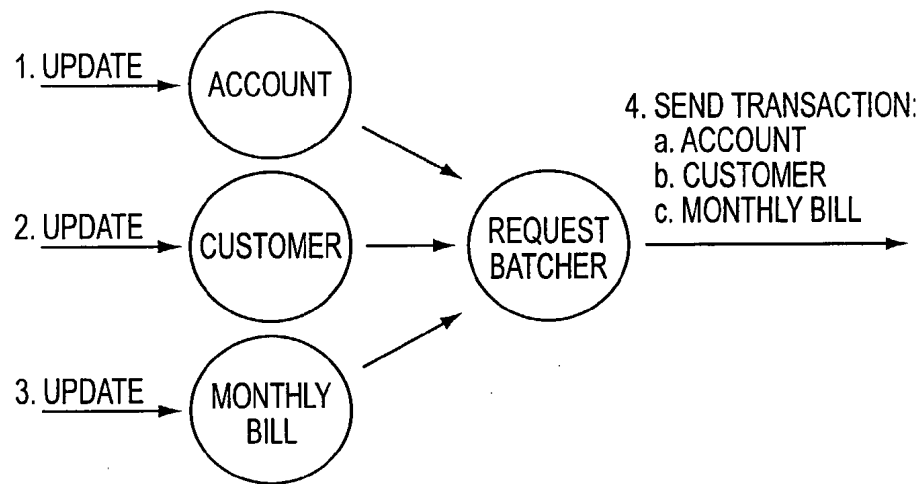 1. UPDATE
ACCOUNT
2. UPDATE
CUSTOMER
3. UPDATE
MONTHLY
BILL
REQUEST
BATCHER
4. SEND TRANSACTION:
a. ACCOUNT
b. CUSTOMER
c. MONTHLY BILL